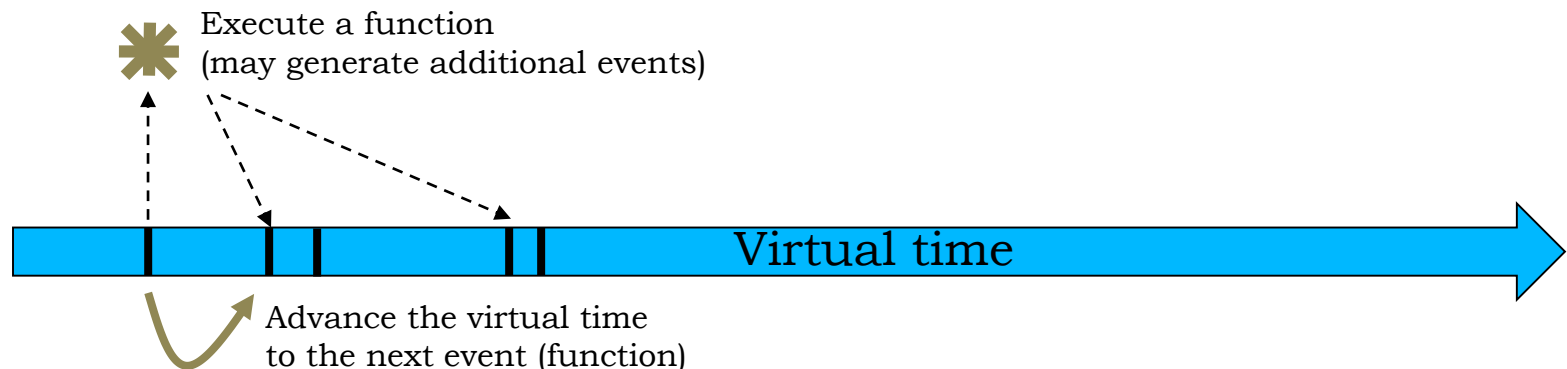 Execute a function
(may generate additional events)
Virtual time
Advance the virtual time
to the next event (function)